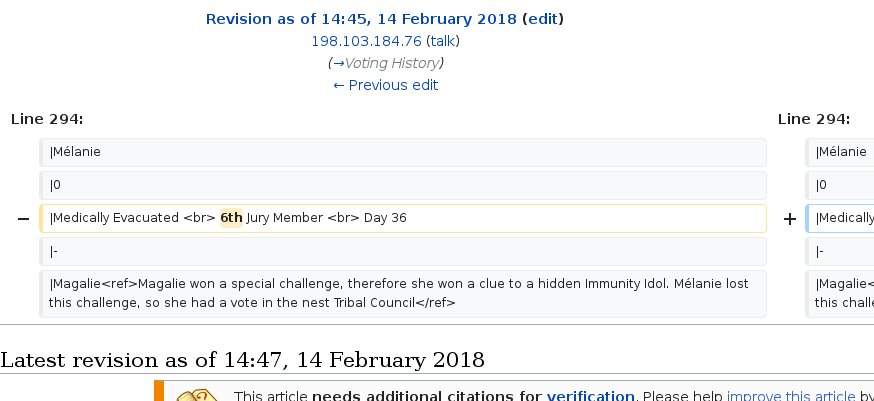 Revision as of 14:45, 14 February 2018 (edit)
198.103.184.76 (talk)
(→Voting History)
← Previous edit
Line 294:
Line 294:
|Mélanie
|Mélanie
|0
|0
− |Medically Evacuated <br> 6th Jury Member <br> Day 36
+ |Medically
|-
|-
|Magalie<ref>Magalie won a special challenge, therefore she won a clue to a hidden Immunity Idol. Mélanie lost
this challenge, so she had a vote in the nest Tribal Council</ref>
|Magalie<
this chall
Latest revision as of 14:47, 14 February 2018
This article needs additional citations for verification. Please help improve this article by